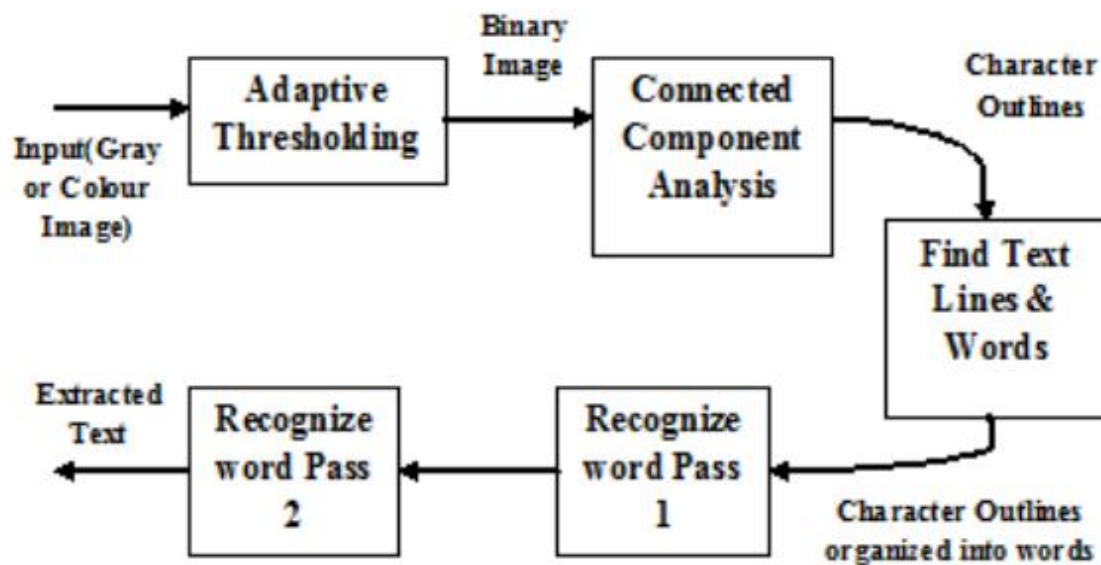 Input(Gray
or Colour
Image)
Adaptive
Thresholding
Binary
Image
Connected
Component
Analysis
Character
Outlines
Find Text
Lines &
Words
Character Outlines
organized into words
Recognize
word Pass
1
Recognize
word Pass
2
Extracted
Text